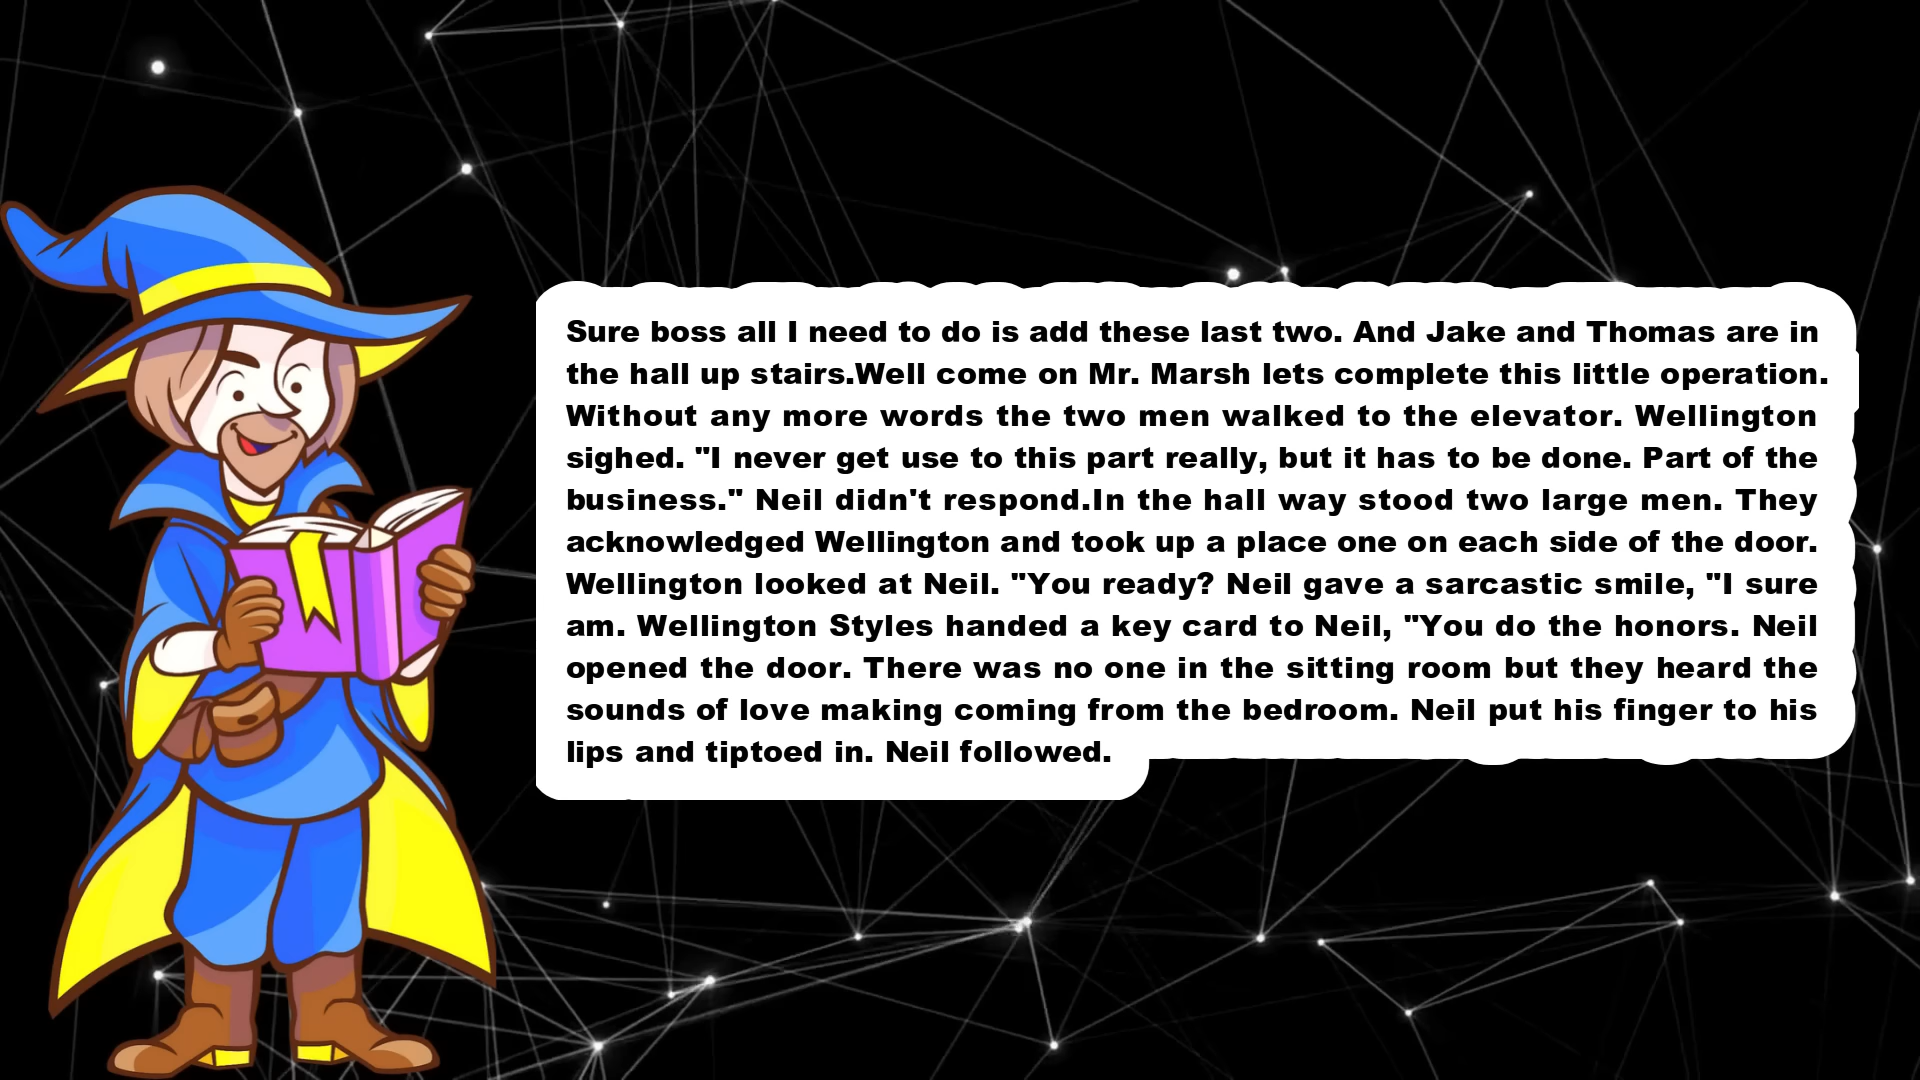 Sure boss all I need to do is add these last two. And Jake and Thomas are in
the hall up stairs.Well come on Mr. Marsh lets complete this little operation.
Without any more words the two men walked to the elevator. Wellington
sighed. "I never get use to this part really, but it has to be done. Part of the
business." Neil didn't respond.In the hall way stood two large men. They
acknowledged Wellington and took up a place one on each side of the door.
Wellington looked at Neil. "You ready? Neil gave a sarcastic smile, "I sure
am. Wellington Styles handed a key card to Neil, "You do the honors. Neil
opened the door. There was no one in the sitting room but they heard the
sounds of love making coming from the bedroom. Neil put his finger to his
lips and tiptoed in. Neil followed.